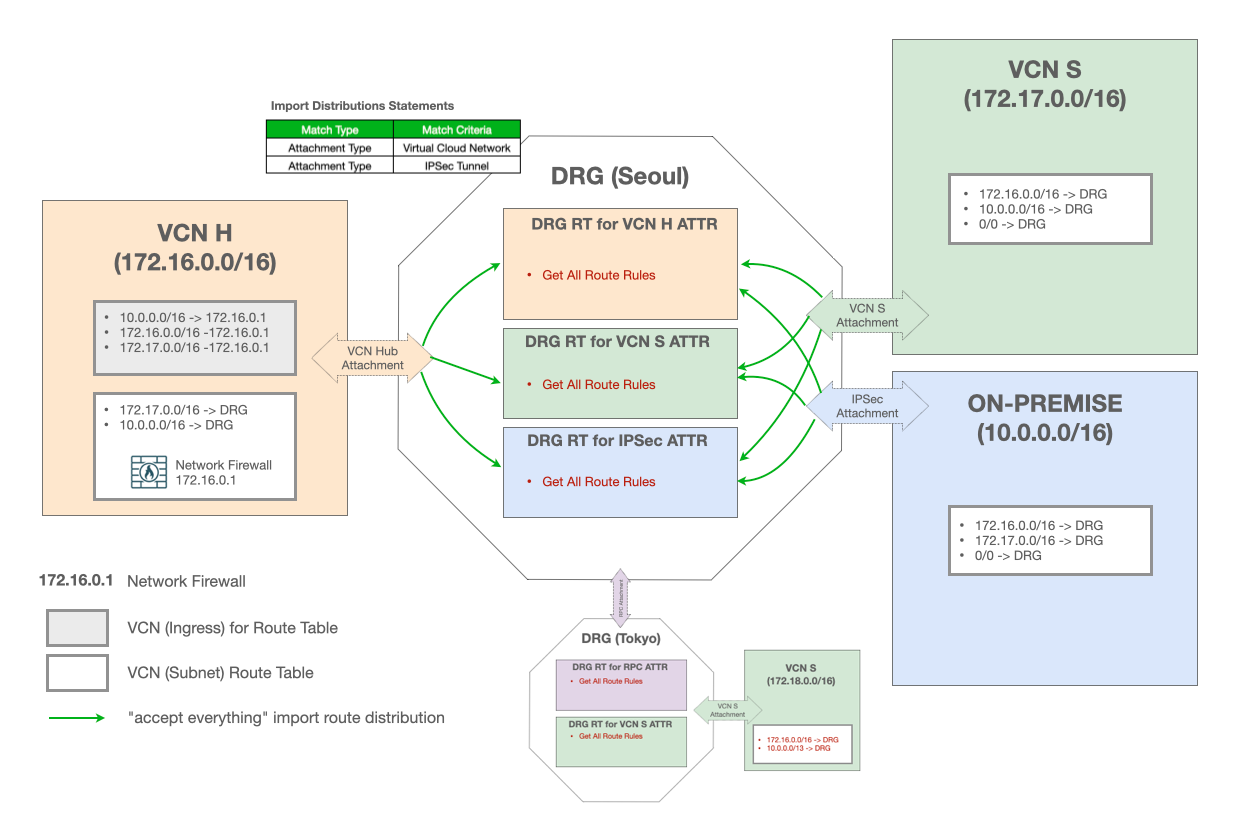 Import Distributions Statements
Match Type Match Criteria
Attachment Type Virtual Cloud Network
Attachment Type IPSec Tunnel
VCN H
(172.16.0.0/16)
• 10.0.0.0/16 -> 172.16.0.1
• 172.16.0.0/16 -172.16.0.1
• 172.17.0.0/16 -172.16.0.1
• 172.17.0.0/16 -> DRG
• 10.0.0.0/16 -> DRG
Network Firewall
172.16.0.1
VCN Hub
Attachment
DRG (Seoul)
DRG RT for VCN H ATTR
• Get All Route Rules
DRG RT for VCN S ATTR
• Get All Route Rules
DRG RT for IPSec ATTR
• Get All Route Rules
VCN S
Attachment
IPSec
Attachment
VCN S
(172.17.0.0/16)
• 172.16.0.0/16 -> DRG
• 10.0.0.0/16 -> DRG
• 0/0 -> DRG
ON-PREMISE
(10.0.0.0/16)
• 172.16.0.0/16 -> DRG
• 172.17.0.0/16 -> DRG
• 0/0 -> DRG
RPC Attachment
DRG (Tokyo)
DRG RT for RPC ATTR
• Get All Route Rules
DRG RT for VCN S ATTR
• Get All Route Rules
VCN S
Attachment
VCN S
(172.18.0.0/16)
• 172.16.0.0/16 -> DRG
• 10.0.0.0/13 -> DRG
172.16.0.1 Network Firewall
VCN (Ingress) for Route Table
VCN (Subnet) Route Table
"accept everything" import route distribution